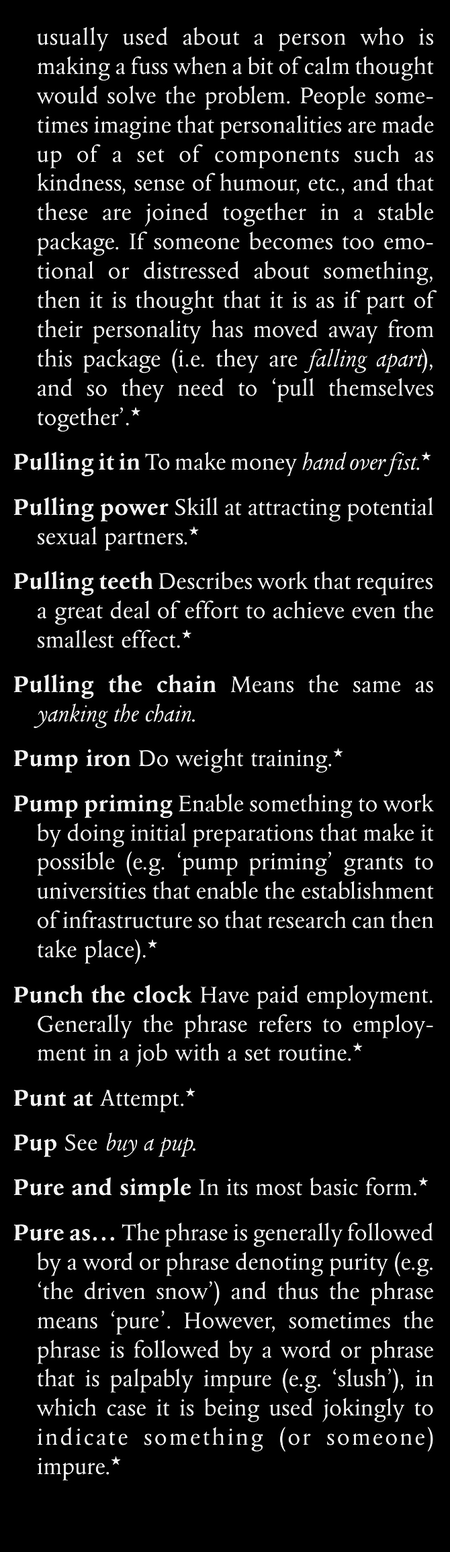 usually used about a person who is
making a fuss when a bit of calm thought
would solve the problem. People some-
times imagine that personalities are made
up of a set of components such as
kindness, sense of humour, etc., and that
these are joined together in a stable
package. If someone becomes too emo-
tional or distressed about something,
then it is thought that it is as if part of
their personality has moved away from
this package (i.e. they are falling apart),
and so they need to ‘pull themselves
together’.★
Pulling it in To make money hand over fist.★
Pulling power Skill at attracting potential
sexual partners.★
Pulling teeth Describes work that requires
a great deal of effort to achieve even the
smallest effect.★
Pulling the chain Means the same as
yanking the chain.
Pump iron Do weight training.★
Pump priming Enable something to work
by doing initial preparations that make it
possible (e.g. ‘pump priming’ grants to
universities that enable the establishment
of infrastructure so that research can then
take place).★
Punch the clock Have paid employment.
Generally the phrase refers to employ-
ment in a job with a set routine.★
Punt at Attempt.★
Pup See buy a pup.
Pure and simple In its most basic form.★
Pure as… The phrase is generally followed
by a word or phrase denoting purity (e.g.
‘the driven snow’) and thus the phrase
means ‘pure’. However, sometimes the
phrase is followed by a word or phrase
that is palpably impure (e.g. ‘slush’), in
which case it is being used jokingly to
indicate something (or someone)
impure.★